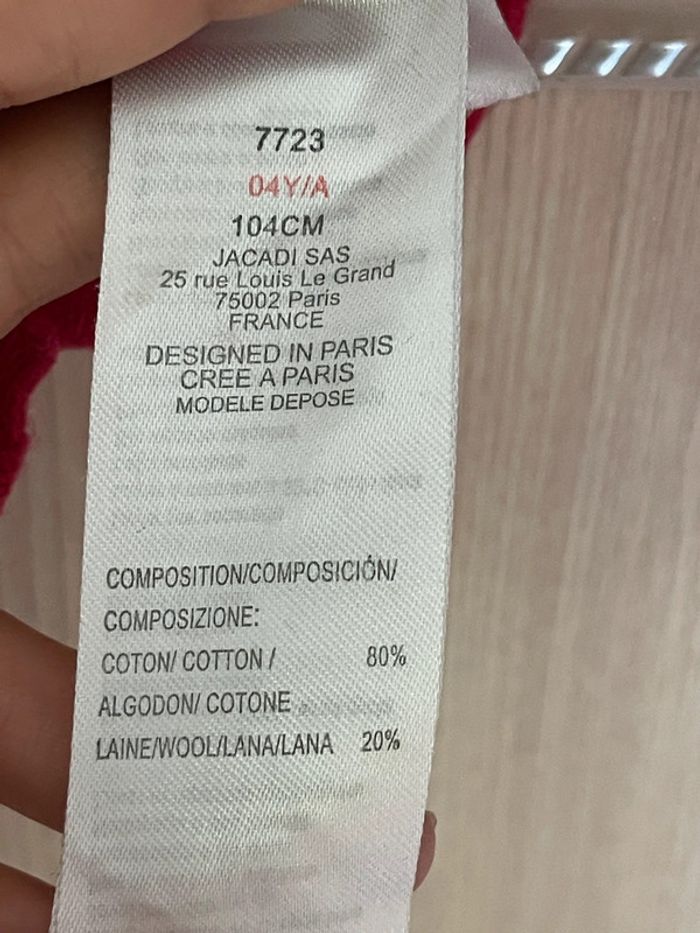 7723
04Y/A
104CM
JACADI SAS
25 rue Louis Le Grand
75002 Paris
FRANCE
DESIGNED IN PARIS
CREE A PARIS
MODELE DEPOSE
COMPOSITION/COMPOSICIÓN/
COMPOSIZIONE:
COTON/ COTTON / 80%
ALGODON/ COTONE
LAINE/WOOL/LANA/LANA 20%